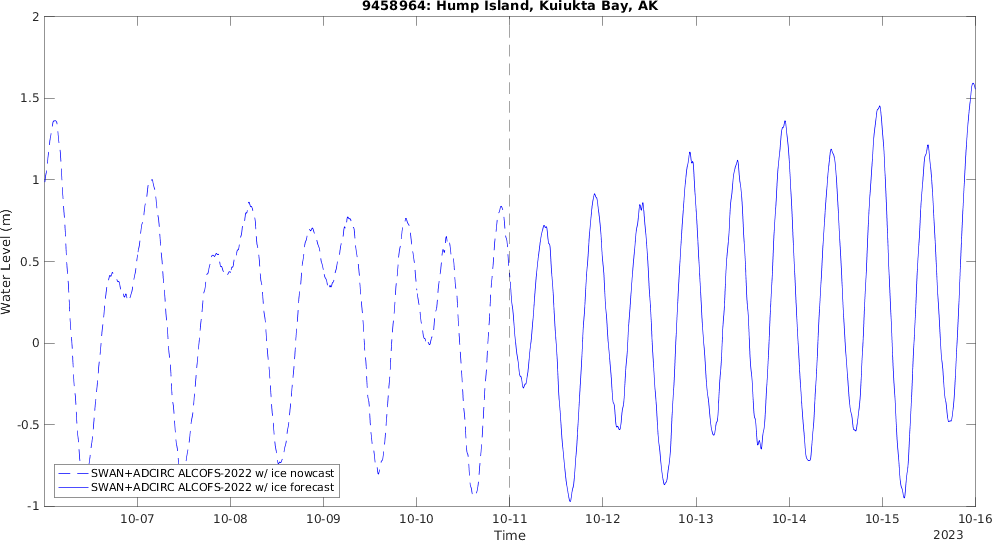 9458964: Hump Island, Kuiukta Bay, AK
2
1.5
1
0.5
0
-0.5
-1
Water Level (m)
SWAN+ADCIRC ALCOFS-2022 w/ ice nowcast
SWAN+ADCIRC ALCOFS-2022 w/ ice forecast
10-07 10-08 10-09 10-10 10-11 10-12 10-13 10-14 10-15 10-16
Time
2023